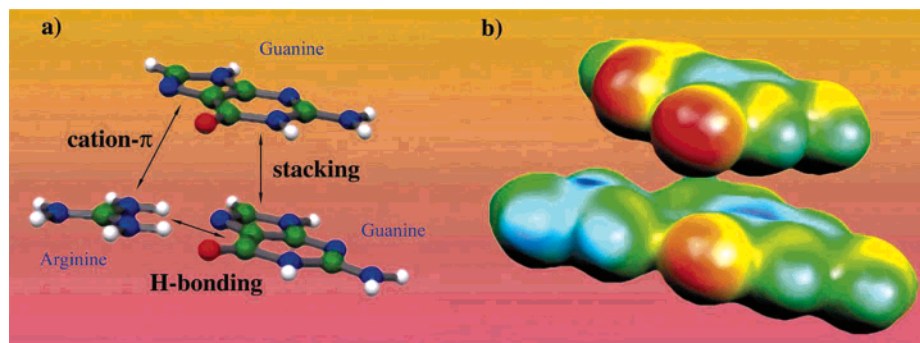 a)
Guanine
cation-π
stacking
Arginine
Guanine
H-bonding
b)